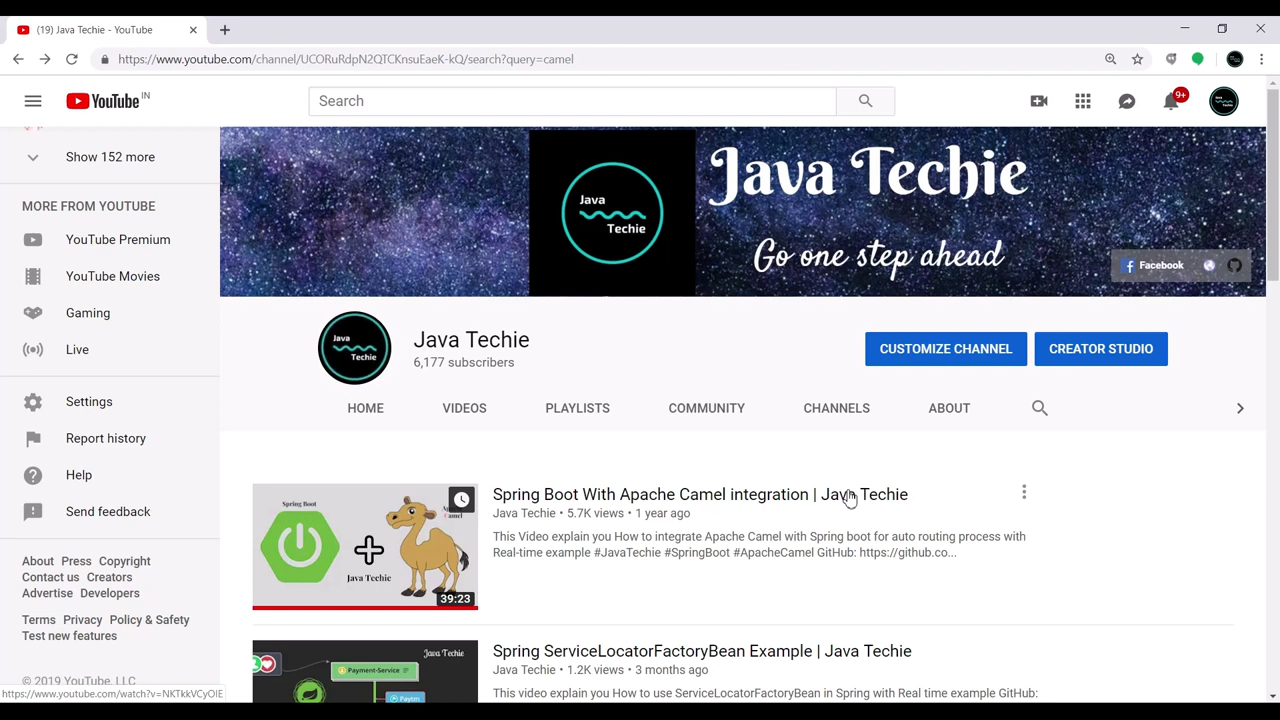 (19) Java Techie - YouTube
https://www.youtube.com/channel/UCORuRdpN2QTCKnsuEaeK-kQ/search?query=camel
YouTube IN
Search
9+
Java
Techie
Java Techie
Go one step ahead
Facebook
Show 152 more
MORE FROM YOUTUBE
YouTube Premium
YouTube Movies
Gaming
Live
Settings
Report history
Help
Send feedback
About Press Copyright
Contact us Creators
Advertise Developers
Terms Privacy Policy & Safety
Test new features
© 2019 YouTube, LLC
https://www.youtube.com/watch?v=NKTkkVCyOlE
Java
Techie
Java Techie
6,177 subscribers
CUSTOMIZE CHANNEL
CREATOR STUDIO
HOME VIDEOS PLAYLISTS COMMUNITY CHANNELS ABOUT
Spring Boot
Java Techie
39:23
Spring Boot With Apache Camel integration | Java Techie
Java Techie • 5.7K views • 1 year ago
This Video explain you How to integrate Apache Camel with Spring boot for auto routing process with
Real-time example #JavaTechie #SpringBoot #ApacheCamel GitHub: https://github.co...
Java Techie
Payment-Service
Paytm
Spring ServiceLocatorFactoryBean Example | Java Techie
Java Techie • 1.2K views • 3 months ago
This video explain you How to use ServiceLocatorFactoryBean in Spring with Real time example GitHub: